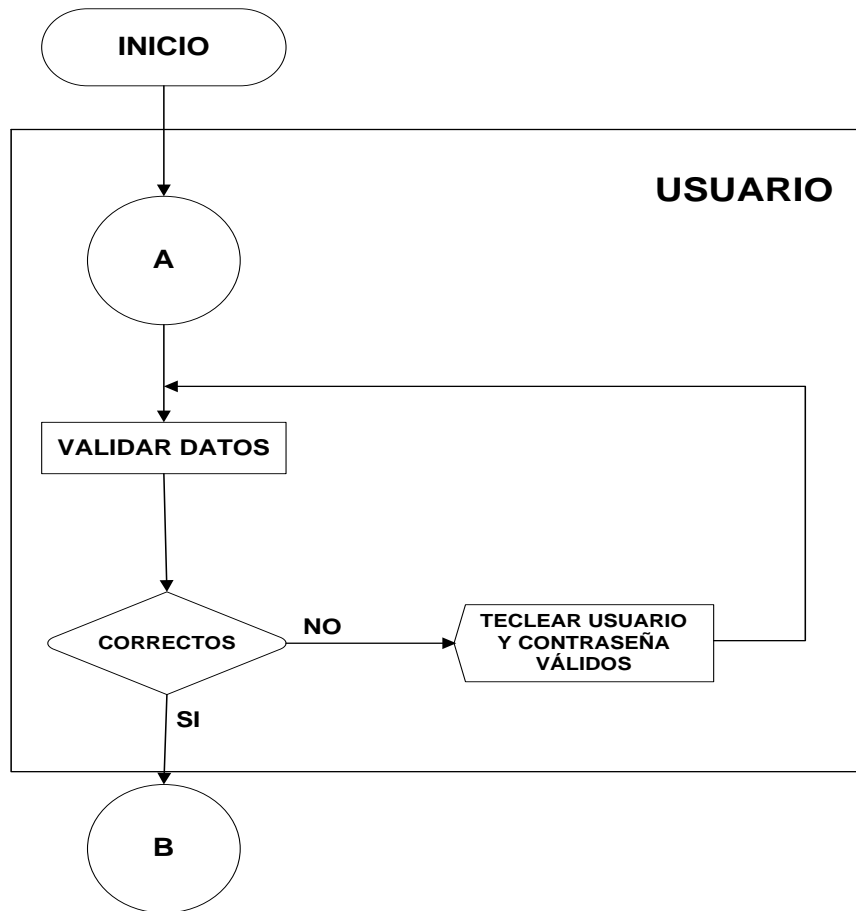 INICIO
USUARIO
A
VALIDAR DATOS
CORRECTOS
NO
TECLEAR USUARIO
Y CONTRASEÑA
VÁLIDOS
SI
B